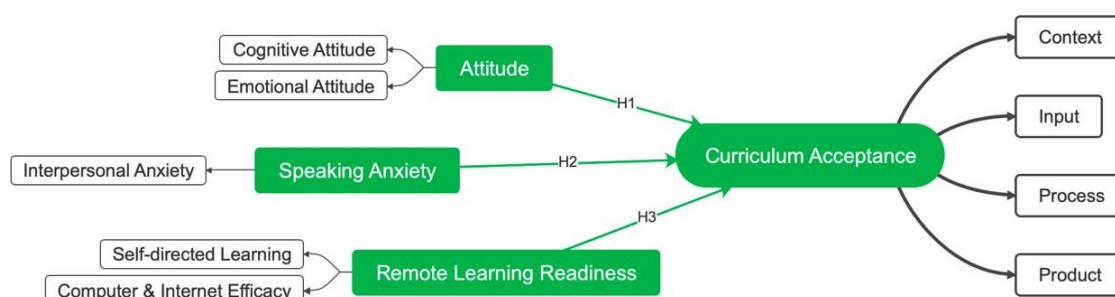 Cognitive Attitude
Emotional Attitude
Attitude
H1
Interpersonal Anxiety
Speaking Anxiety
H2
Self-directed Learning
Computer & Internet Efficacy
Remote Learning Readiness
H3
Curriculum Acceptance
Context
Input
Process
Product